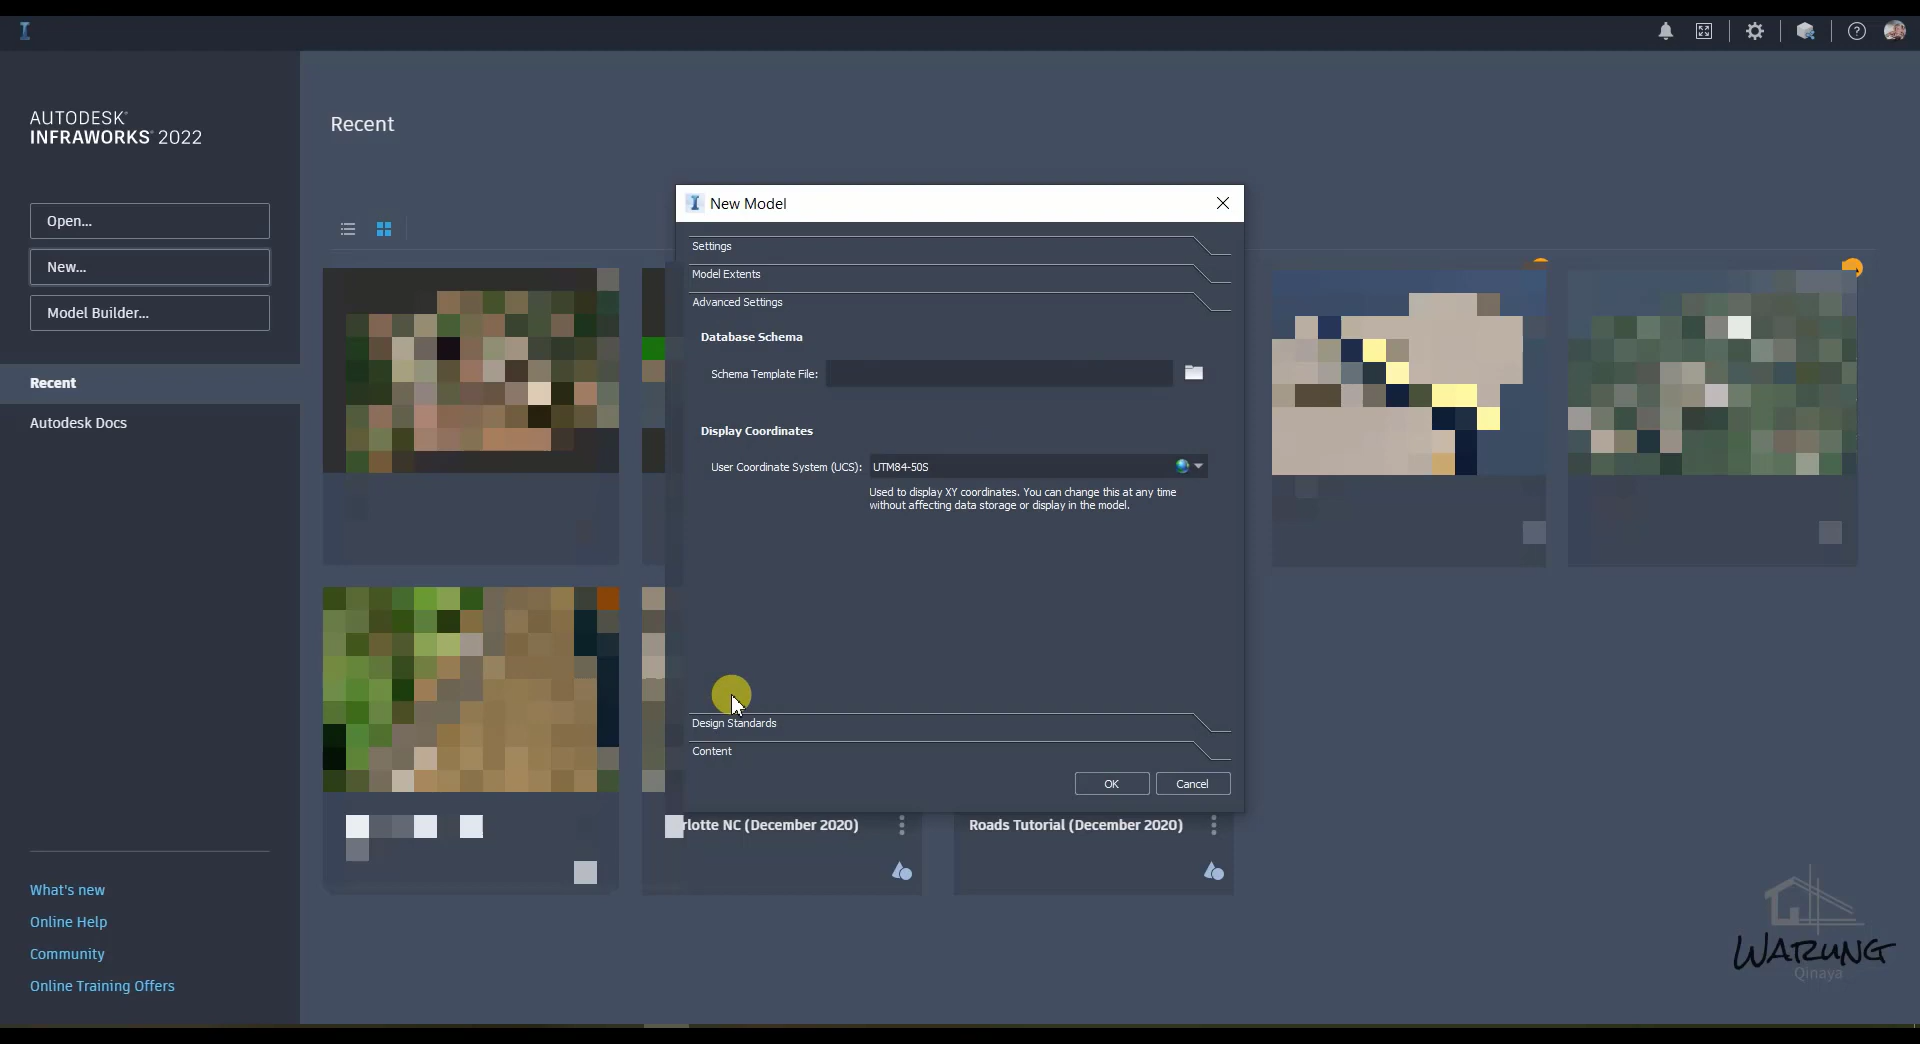 AUTODESK®
INFRAWORKS® 2022
Open...
New...
Model Builder...
Recent
Autodesk Docs
What's new
Online Help
Community
Online Training Offers
Recent
New Model
Settings
Model Extents
Advanced Settings
Database Schema
Schema Template File:
Display Coordinates
User Coordinate System (UCS): UTM84-50S
Used to display XY coordinates. You can change this at any time
without affecting data storage or display in the model.
Design Standards
Content
OK Cancel
rlotte NC (December 2020)
Roads Tutorial (December 2020)
WARUNG
Qinaya